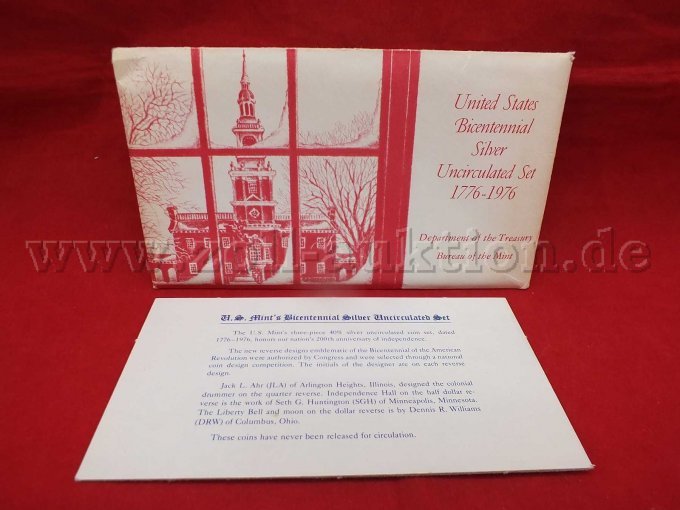 United States
Bicentennial
Silver
Uncirculated Set
1776-1976
Department of the Treasury
Bureau of the Mint
www.zoll-auktion.de
U.S. Mint's Bicentennial Silver Uncirculated Set
The U.S. Mint's three-piece 40% silver uncirculated coin set, dated
1776-1976, honors our nation's 200th anniversary of independence.
The new reverse designs emblematic of the Bicentennial of the American
Revolution were authorized by Congress and were selected through a national
coin design competition. The initials of the designer are on each reverse
design.
Jack L. Ahr (JLA) of Arlington Heights, Illinois, designed the colonial
drummer on the quarter reverse. Independence Hall on the half dollar re-
verse is the work of Seth G. Huntington (SGH) of Minneapolis, Minnesota.
The Liberty Bell and moon on the dollar reverse is by Dennis R. Williams
(DRW) of Columbus, Ohio.
These coins have never been released for circulation.